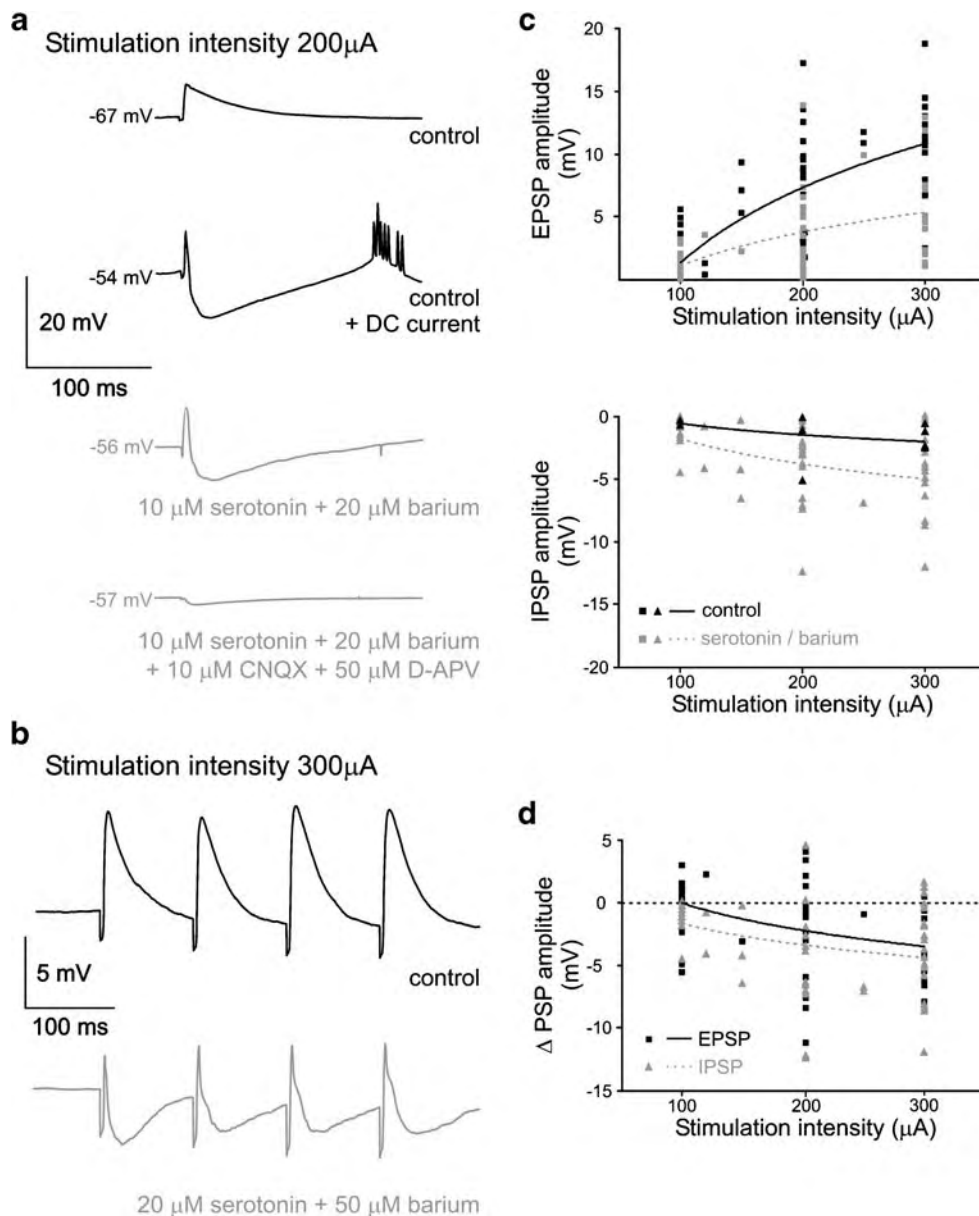 a
Stimulation intensity 200μA
-67 mV
control
-54 mV
control
+ DC current
20 mV
100 ms
-56 mV
10 μM serotonin + 20 μM barium
-57 mV
10 μM serotonin + 20 μM barium
+ 10 μM CNQX + 50 μM D-APV
b
Stimulation intensity 300μA
control
5 mV
100 ms
20 μM serotonin + 50 μM barium
c
EPSP amplitude
(mV)
20
15
10
5
100 200 300
Stimulation intensity (μA)
IPSP amplitude
(mV)
0
-5
-10
-15
-20
control
serotonin / barium
100 200 300
Stimulation intensity (μA)
d
Δ PSP amplitude
(mV)
5
0
-5
-10
-15
EPSP
IPSP
100 200 300
Stimulation intensity (μA)